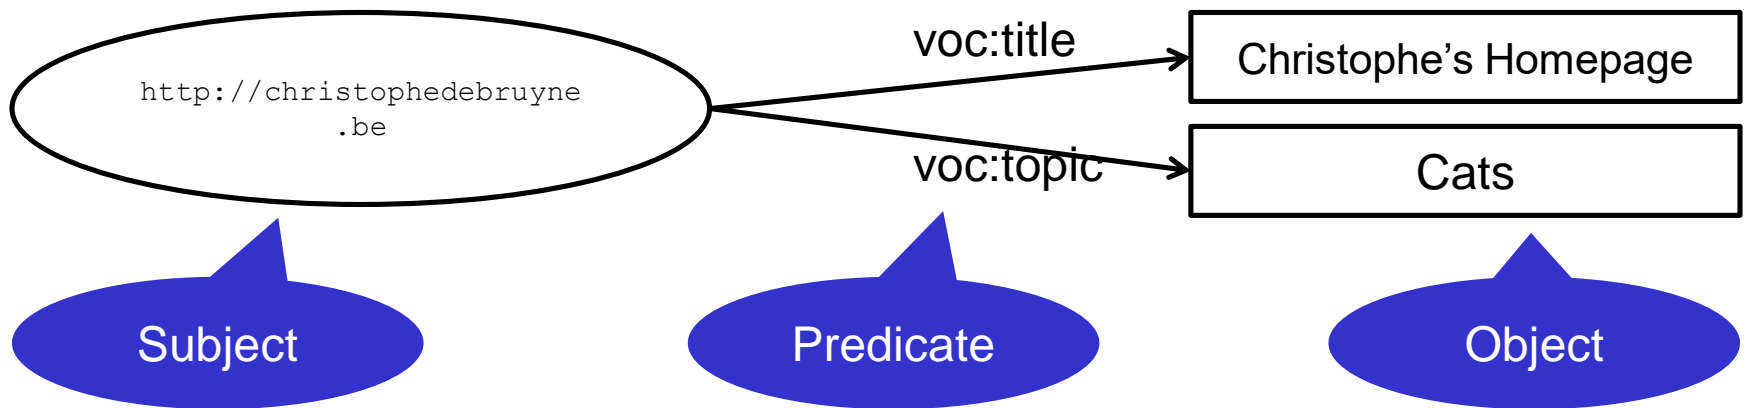 voc:title
Christophe’s Homepage
http://christophedebruyne
.be
voc:topic
Cats
Subject
Predicate
Object